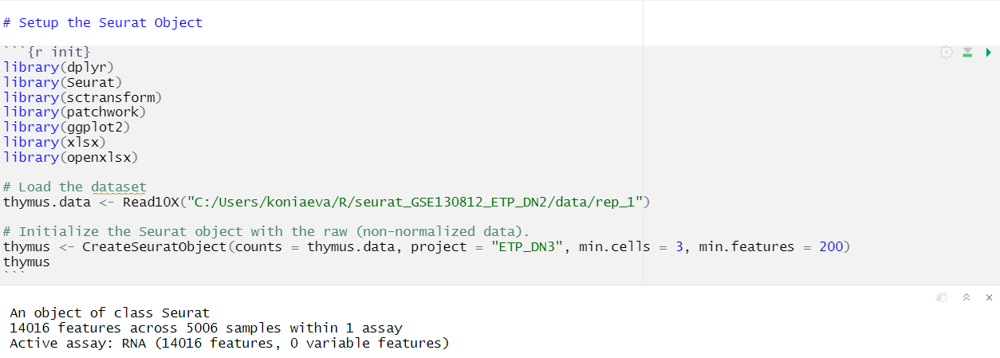 # Setup the Seurat Object
```{r init}
library(dplyr)
library(Seurat)
library(sctransform)
library(patchwork)
library(ggplot2)
library(xlsx)
library(openxlsx)
# Load the dataset
thymus.data <- Read10X("C:/Users/koniaeva/R/seurat_GSE130812_ETP_DN2/data/rep_1")
# Initialize the Seurat object with the raw (non-normalized data).
thymus <- CreateSeuratObject(counts = thymus.data, project = "ETP_DN3", min.cells = 3, min.features = 200)
thymus
```
An object of class Seurat
14016 features across 5006 samples within 1 assay
Active assay: RNA (14016 features, 0 variable features)